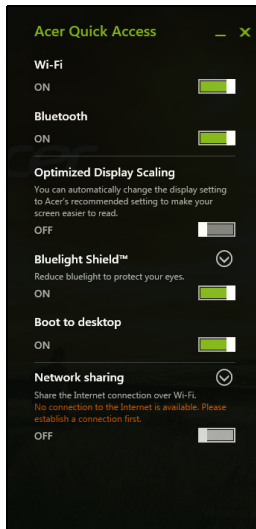 Acer Quick Access
Wi-Fi
ON
Bluetooth
ON
Optimized Display Scaling
You can automatically change the display setting
to Acer's recommended setting to make your
screen easier to read.
OFF
Bluelight Shield™
Reduce bluelight to protect your eyes.
ON
Boot to desktop
ON
Network sharing
Share the Internet connection over Wi-Fi.
No connection to the Internet is available. Please
establish a connection first.
OFF